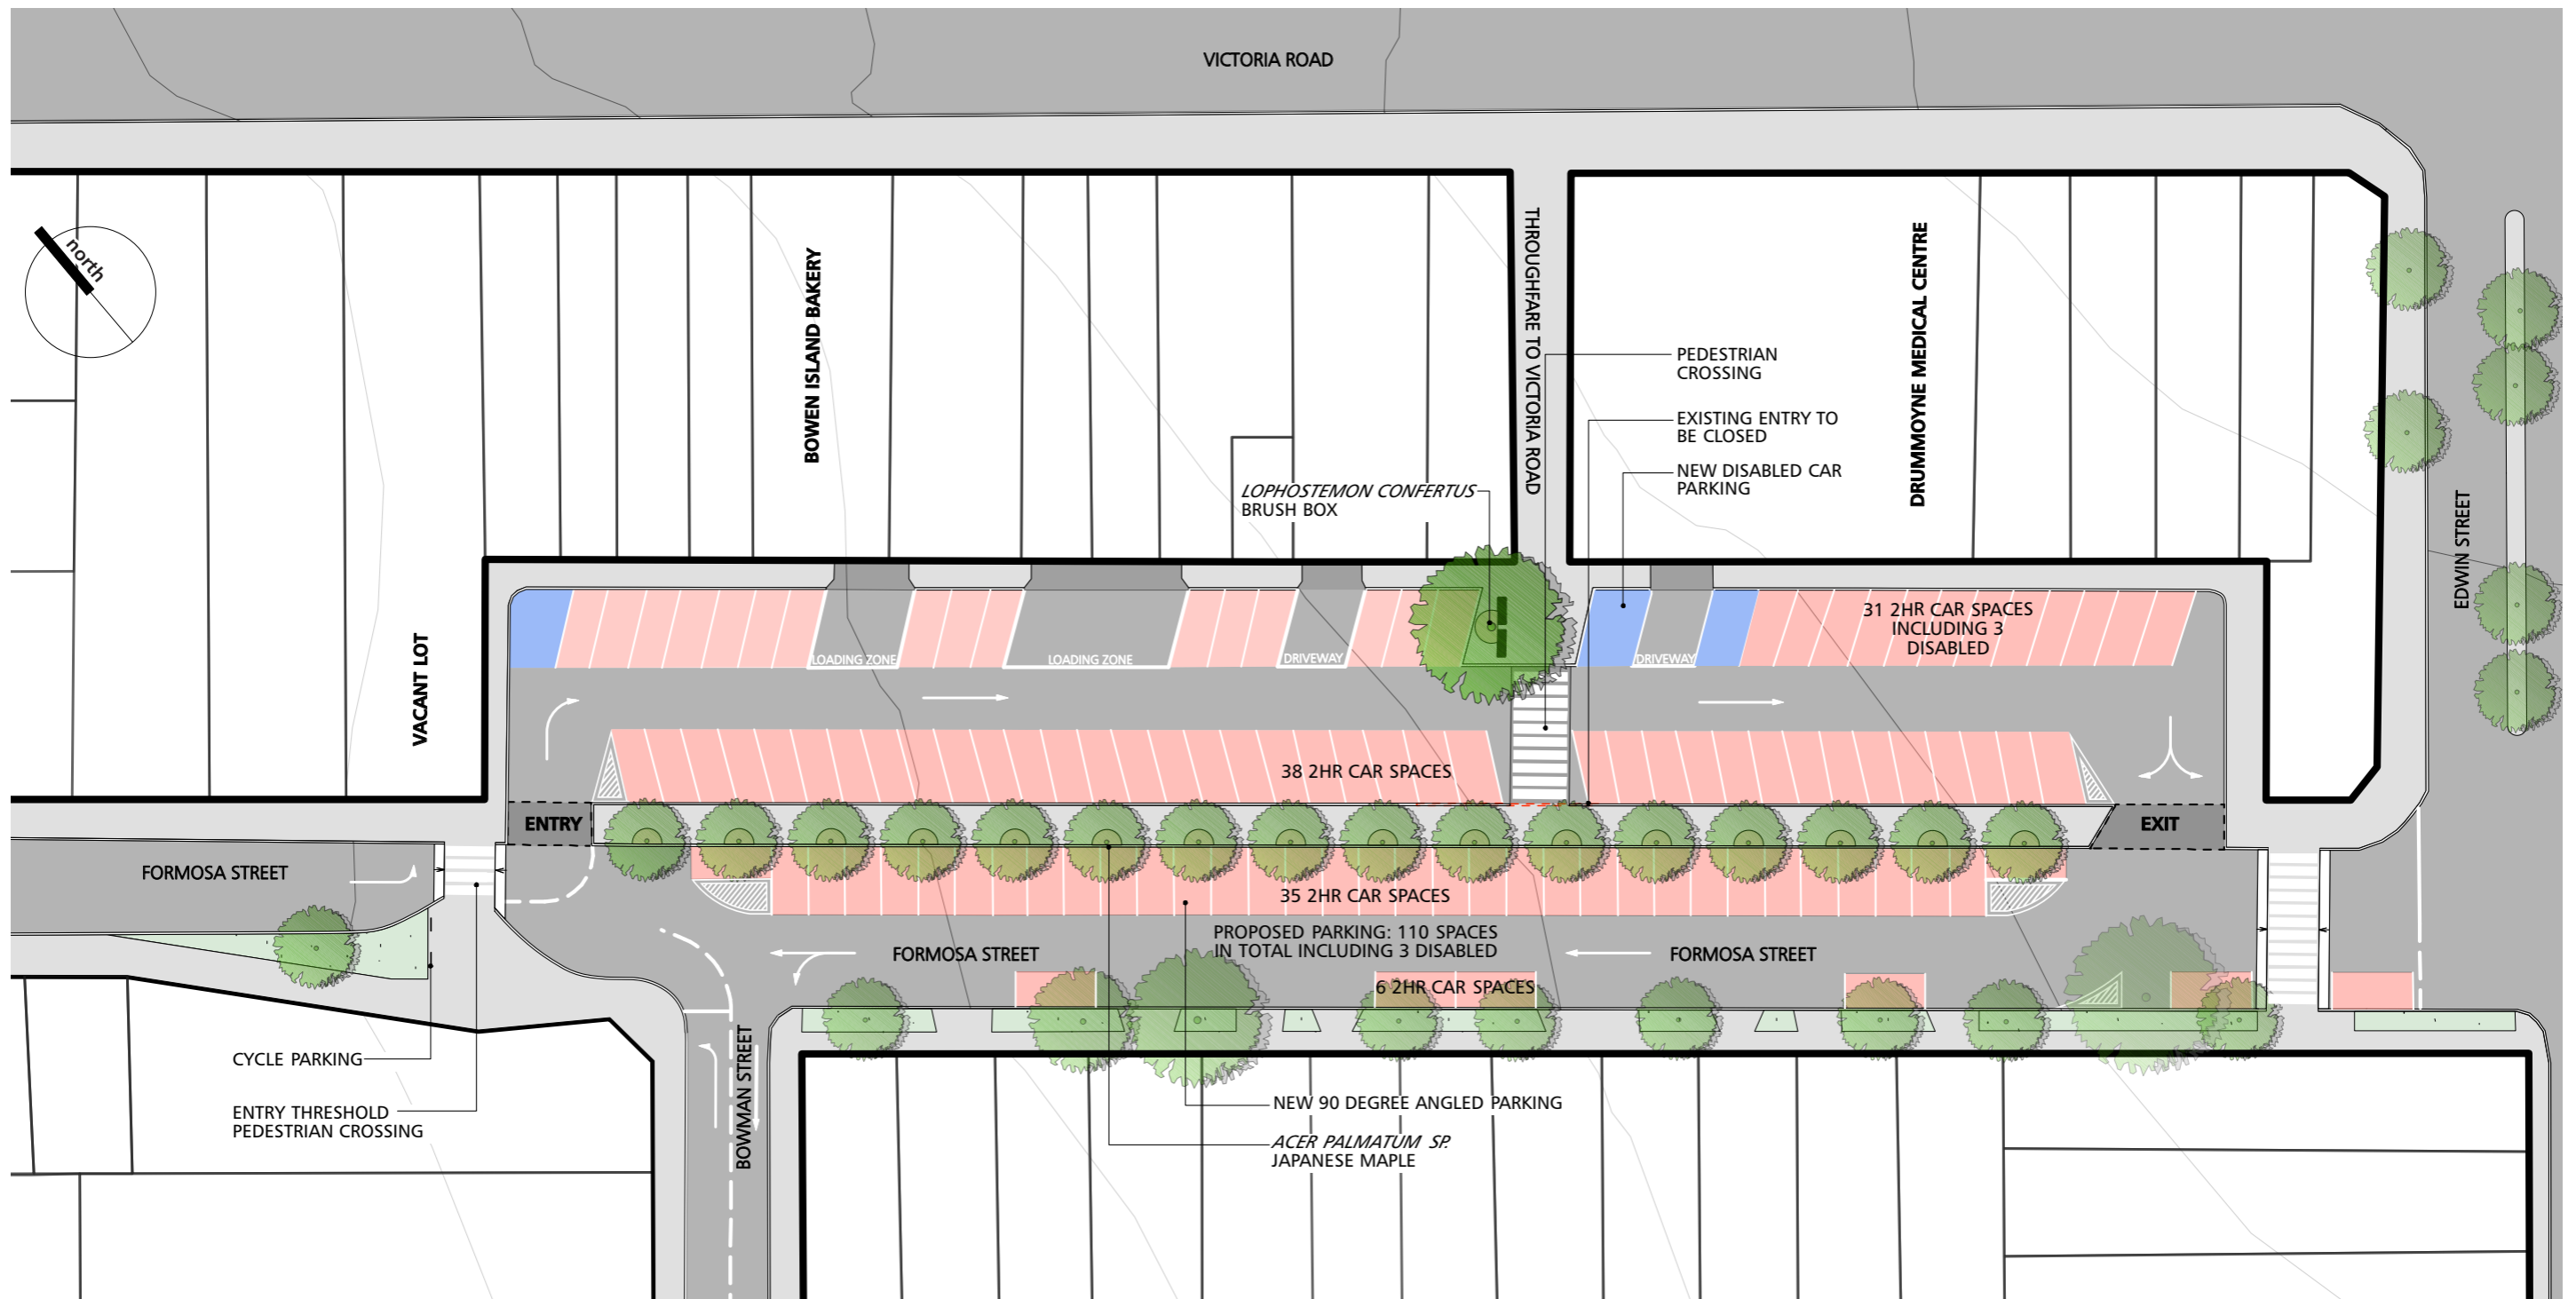 VICTORIA ROAD
north
BOWEN ISLAND BAKERY
THROUGHFARE TO VICTORIA ROAD
DRUMMOYNE MEDICAL CENTRE
PEDESTRIAN
CROSSING
EXISTING ENTRY TO
BE CLOSED
NEW DISABLED CAR
PARKING
LOPHOSTEMON CONFERTUS
BRUSH BOX
EDWIN STREET
VACANT LOT
LOADING ZONE
LOADING ZONE
DRIVEWAY
DRIVEWAY
31 2HR CAR SPACES
INCLUDING 3
DISABLED
38 2HR CAR SPACES
ENTRY
EXIT
FORMOSA STREET
35 2HR CAR SPACES
PROPOSED PARKING: 110 SPACES
IN TOTAL INCLUDING 3 DISABLED
FORMOSA STREET
FORMOSA STREET
6 2HR CAR SPACES
CYCLE PARKING
ENTRY THRESHOLD
PEDESTRIAN CROSSING
BOWMAN STREET
NEW 90 DEGREE ANGLED PARKING
ACER PALMATUM SP.
JAPANESE MAPLE